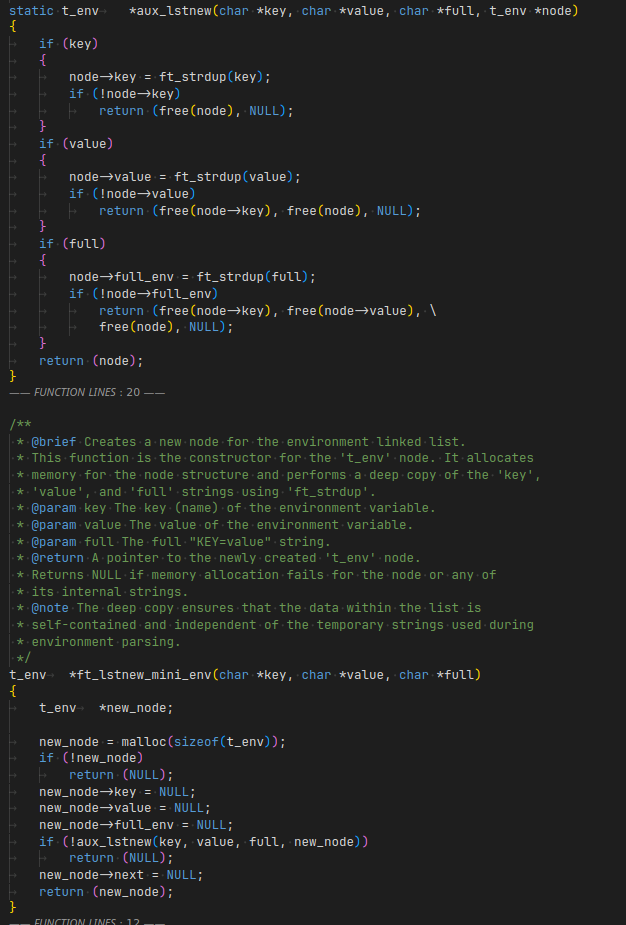 static t_env	*aux_lstnew(char *key, char *value, char *full, t_env *node)
{
	if (key)
	{
		node->key = ft_strdup(key);
		if (!node->key)
			return (free(node), NULL);
	}
	if (value)
	{
		node->value = ft_strdup(value);
		if (!node->value)
			return (free(node->key), free(node), NULL);
	}
	if (full)
	{
		node->full_env = ft_strdup(full);
		if (!node->full_env)
			return (free(node->key), free(node->value), \
			free(node), NULL);
	}
	return (node);
}
—— FUNCTION LINES : 20 ——
/**
 * @brief Creates a new node for the environment linked list.
 * This function is the constructor for the 't_env' node. It allocates
 * memory for the node structure and performs a deep copy of the 'key',
 * 'value', and 'full' strings using 'ft_strdup'.
 * @param key The key (name) of the environment variable.
 * @param value The value of the environment variable.
 * @param full The full "KEY=value" string.
 * @return A pointer to the newly created 't_env' node.
 * Returns NULL if memory allocation fails for the node or any of
 * its internal strings.
 * @note The deep copy ensures that the data within the list is
 * self-contained and independent of the temporary strings used during
 * environment parsing.
 */
t_env	*ft_lstnew_mini_env(char *key, char *value, char *full)
{
	t_env	*new_node;

	new_node = malloc(sizeof(t_env));
	if (!new_node)
		return (NULL);
	new_node->key = NULL;
	new_node->value = NULL;
	new_node->full_env = NULL;
	if (!aux_lstnew(key, value, full, new_node))
		return (NULL);
	new_node->next = NULL;
	return (new_node);
}
—— FUNCTION LINES : 12 ——